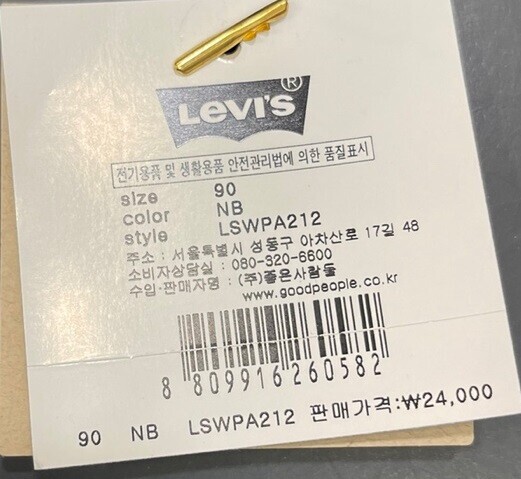 LEVI'S®
전기용품 및 생활용품 안전관리법에 의한 품질표시
size 90
color NB
style LSWPA212
주소 : 서울특별시 성동구 아차산로 17길 48
소비자상담실 : 080-320-6600
수입·판매자명 : (주)좋은사람들
www.goodpeople.co.kr
8 809916 260582
90 NB LSWPA212 판매가격:₩24,000